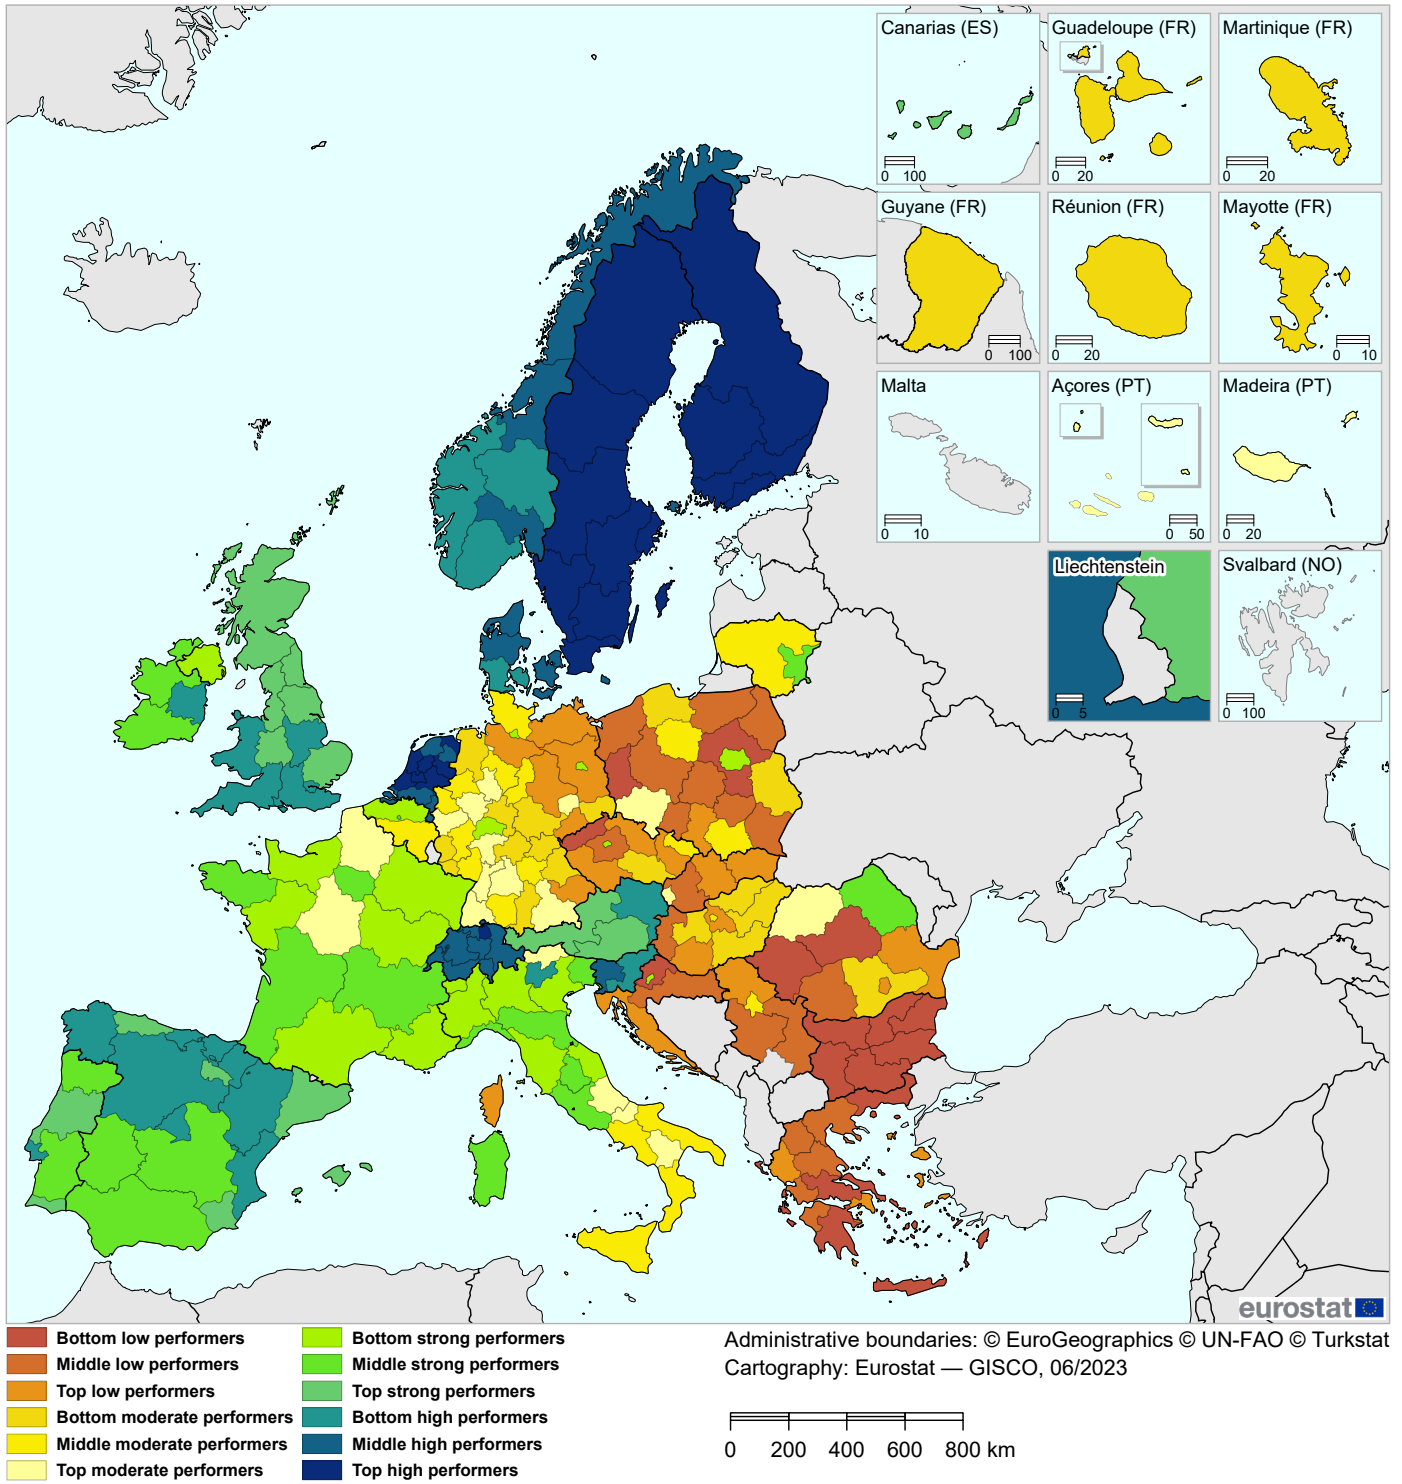 Canarias (ES)
0 100
Guadeloupe (FR)
0 20
Martinique (FR)
0 20
Guyane (FR)
0 100
Réunion (FR)
0 20
Mayotte (FR)
0 10
Malta
0 10
Açores (PT)
0 50
Madeira (PT)
0 20
Liechtenstein
0 5
Svalbard (NO)
0 100
eurostat
Bottom low performers
Middle low performers
Top low performers
Bottom moderate performers
Middle moderate performers
Top moderate performers
Bottom strong performers
Middle strong performers
Top strong performers
Bottom high performers
Middle high performers
Top high performers
Administrative boundaries: © EuroGeographics © UN-FAO © Turkstat
Cartography: Eurostat — GISCO, 06/2023
0 200 400 600 800 km